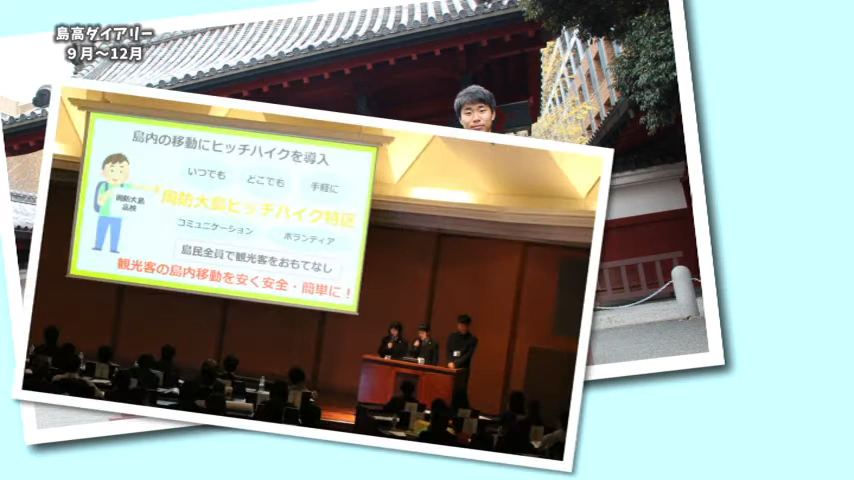 島高ダイアリー
9月～12月
島内の移動にヒッチハイクを導入
いつでも どこでも 手軽に
周防大島
周防大島ヒッチハイク特区
コミュニケーション ボランティア
島民全員で観光客をおもてなし
観光客の島内移動を安く安全・簡単に！